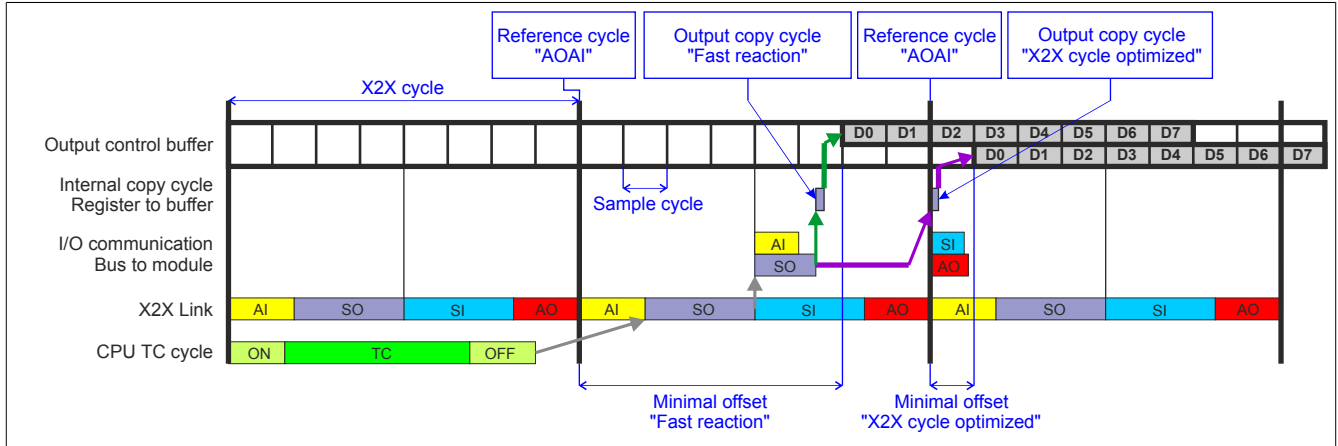 Reference cycle
"AOAI"
Output copy cycle
"Fast reaction"
Reference cycle
"AOAI"
Output copy cycle
"X2X cycle optimized"
X2X cycle
Output control buffer
D0 D1 D2 D3 D4 D5 D6 D7
D0 D1 D2 D3 D4 D5 D6 D7
Internal copy cycle
Register to buffer
Sample cycle
I/O communication
Bus to module
AI
SO
SI
AO
X2X Link
AI SO SI AO AI SO SI AO AI SO SI AO
CPU TC cycle
ON TC OFF
Minimal offset
"Fast reaction"
Minimal offset
"X2X cycle optimized"